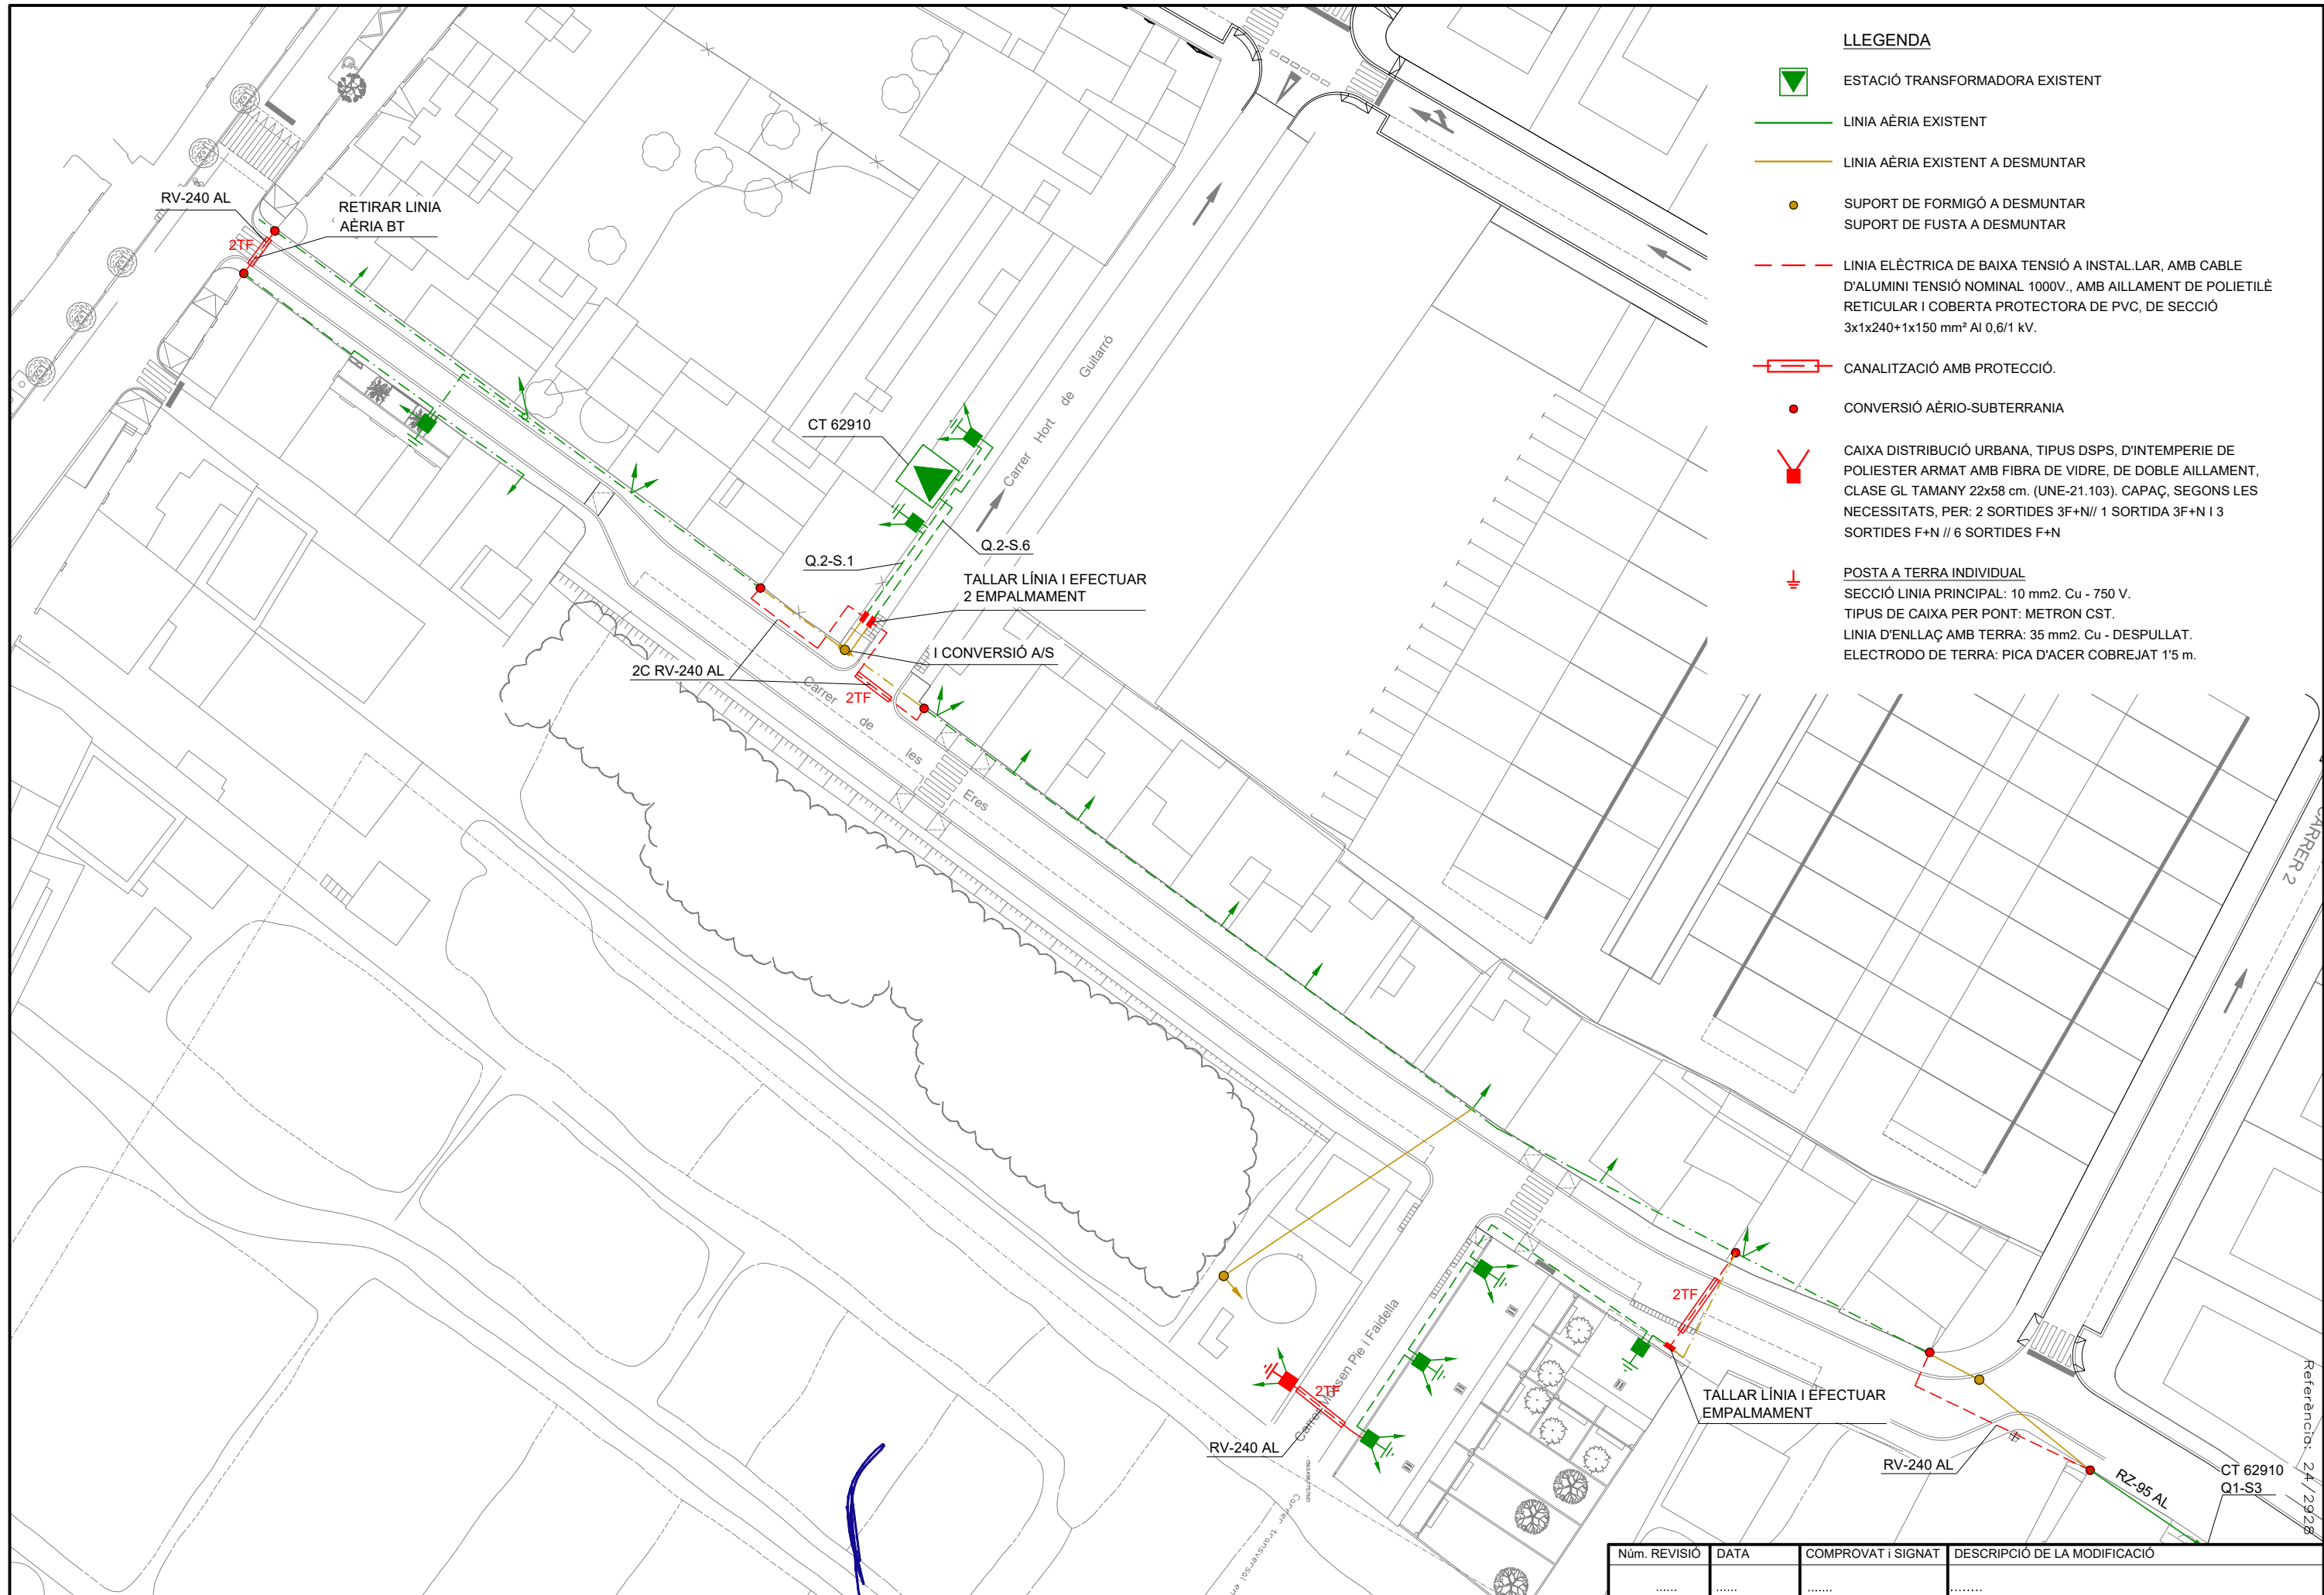 LLEGENDA
ESTACIÓ TRANSFORMADORA EXISTENT
LINIA AÈRIA EXISTENT
LINIA AÈRIA EXISTENT A DESMUNTAR
SUPORT DE FORMIGÓ A DESMUNTAR
SUPORT DE FUSTA A DESMUNTAR
LINIA ELÈCTRICA DE BAIXA TENSIÓ A INSTAL.LAR, AMB CABLE
D'ALUMINI TENSIÓ NOMINAL 1000V., AMB AILLAMENT DE POLIETILÈ
RETICULAR I COBERTA PROTECTORA DE PVC, DE SECCIÓ
3x1x240+1x150 mm² Al 0,6/1 kV.
CANALITZACIÓ AMB PROTECCIÓ.
CONVERSIÓ AÈRIO-SUBTERRANIA
CAIXA DISTRIBUCIÓ URBANA, TIPUS DSPS, D'INTEMPERIE DE
POLIESTER ARMAT AMB FIBRA DE VIDRE, DE DOBLE AILLAMENT,
CLASE GL TAMANY 22x58 cm. (UNE-21.103). CAPAÇ, SEGONS LES
NECESSITATS, PER: 2 SORTIDES 3F+N// 1 SORTIDA 3F+N I 3
SORTIDES F+N // 6 SORTIDES F+N
POSTA A TERRA INDIVIDUAL
SECCIÓ LINIA PRINCIPAL: 10 mm2. Cu - 750 V.
TIPUS DE CAIXA PER PONT: METRON CST.
LINIA D'ENLLAÇ AMB TERRA: 35 mm2. Cu - DESPULLAT.
ELECTRODO DE TERRA: PICA D'ACER COBREJAT 1'5 m.
RV-240 AL
RETIRAR LINIA
AÈRIA BT
2TF
CT 62910
Carrer Hort de Guitarró
Q.2-S.6
Q.2-S.1
TALLAR LÍNIA I EFECTUAR
2 EMPALMAMENT
I CONVERSIÓ A/S
2C RV-240 AL
2TF
Carrer de les Eres
CARRER 2
2TF
2TF
Carrer Mossen Pie i Faidella
RV-240 AL
TALLAR LÍNIA I EFECTUAR
EMPALMAMENT
RV-240 AL
RZ-95 AL
CT 62910
Q1-S3
Carrer transversal en
Referència: 24/2928
Núm. REVISIÓ DATA COMPROVAT i SIGNAT DESCRIPCIÓ DE LA MODIFICACIÓ
...... ...... ....... ........